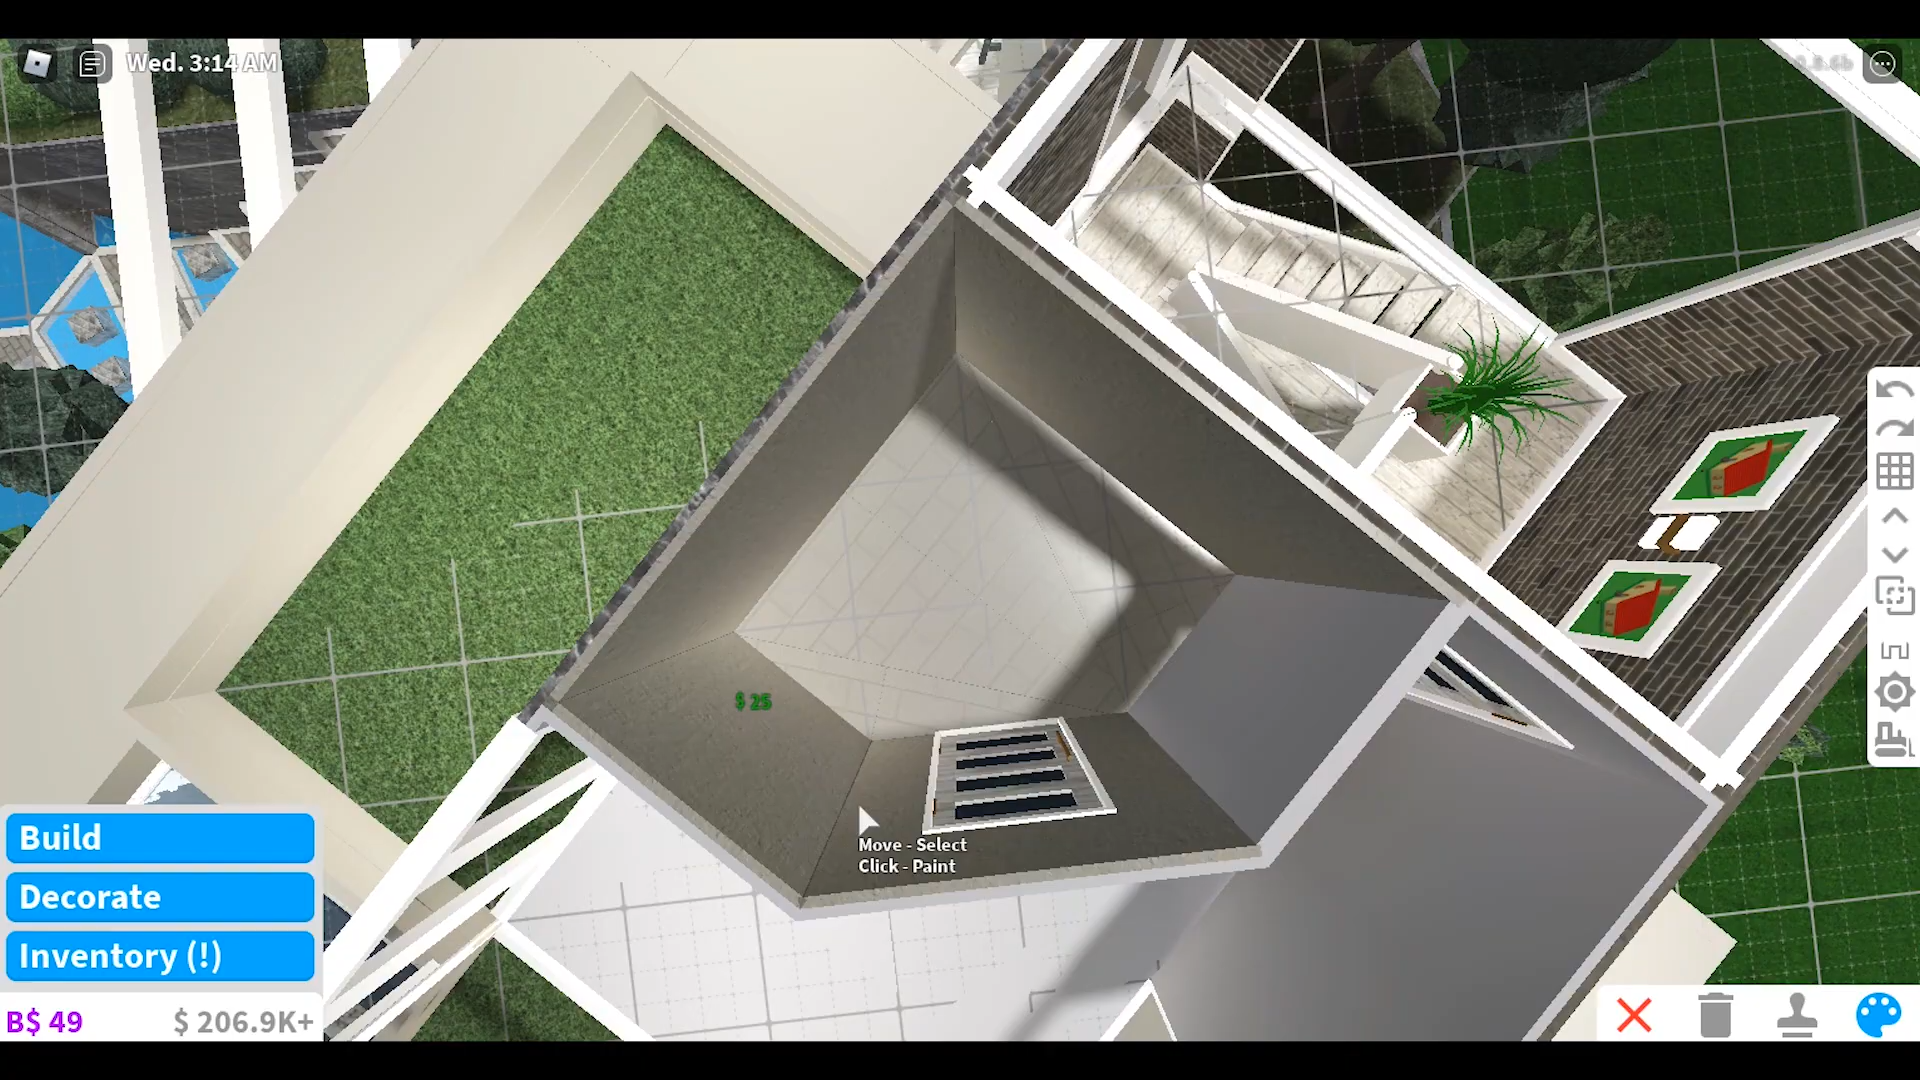 Wed. 3:14 AM
$ 25
Move - Select
Click - Paint
Build
Decorate
Inventory (!)
B$ 49
$ 206.9K+